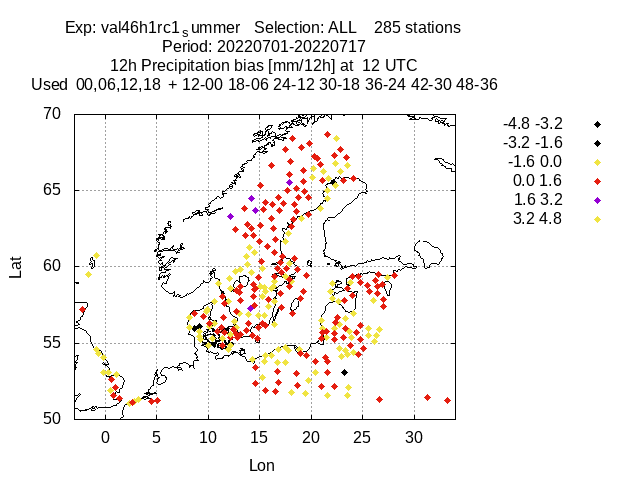 Exp: val46h1rc1summer   Selection: ALL    285 stations
Period: 20220701-20220717
12h Precipitation bias [mm/12h] at  12 UTC
Used  00,06,12,18  + 12-00 18-06 24-12 30-18 36-24 42-30 48-36
70
65
60
55
50
Lat
0 5 10 15 20 25 30
Lon
-4.8 -3.2
-3.2 -1.6
-1.6 0.0
0.0 1.6
1.6 3.2
3.2 4.8